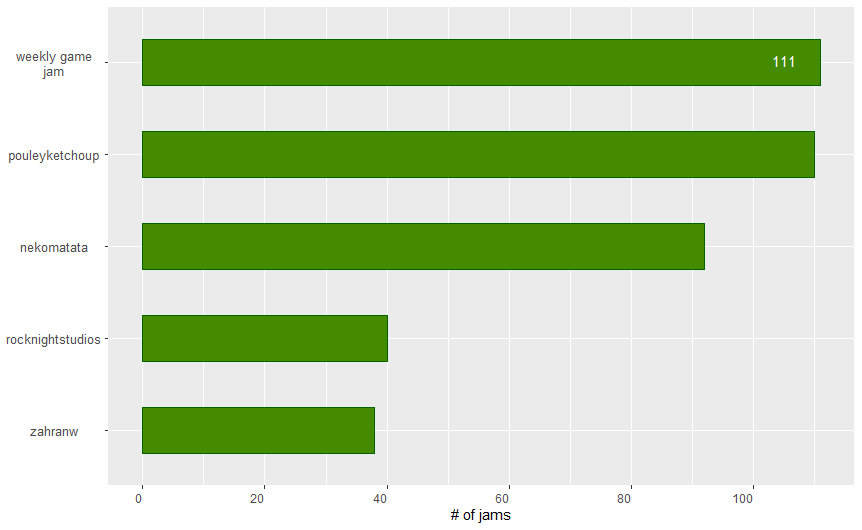 weekly game
jam
111
pouleyketchoup
nekomatata
rocknightstudios
zahranw
0 20 40 60 80 100
# of jams